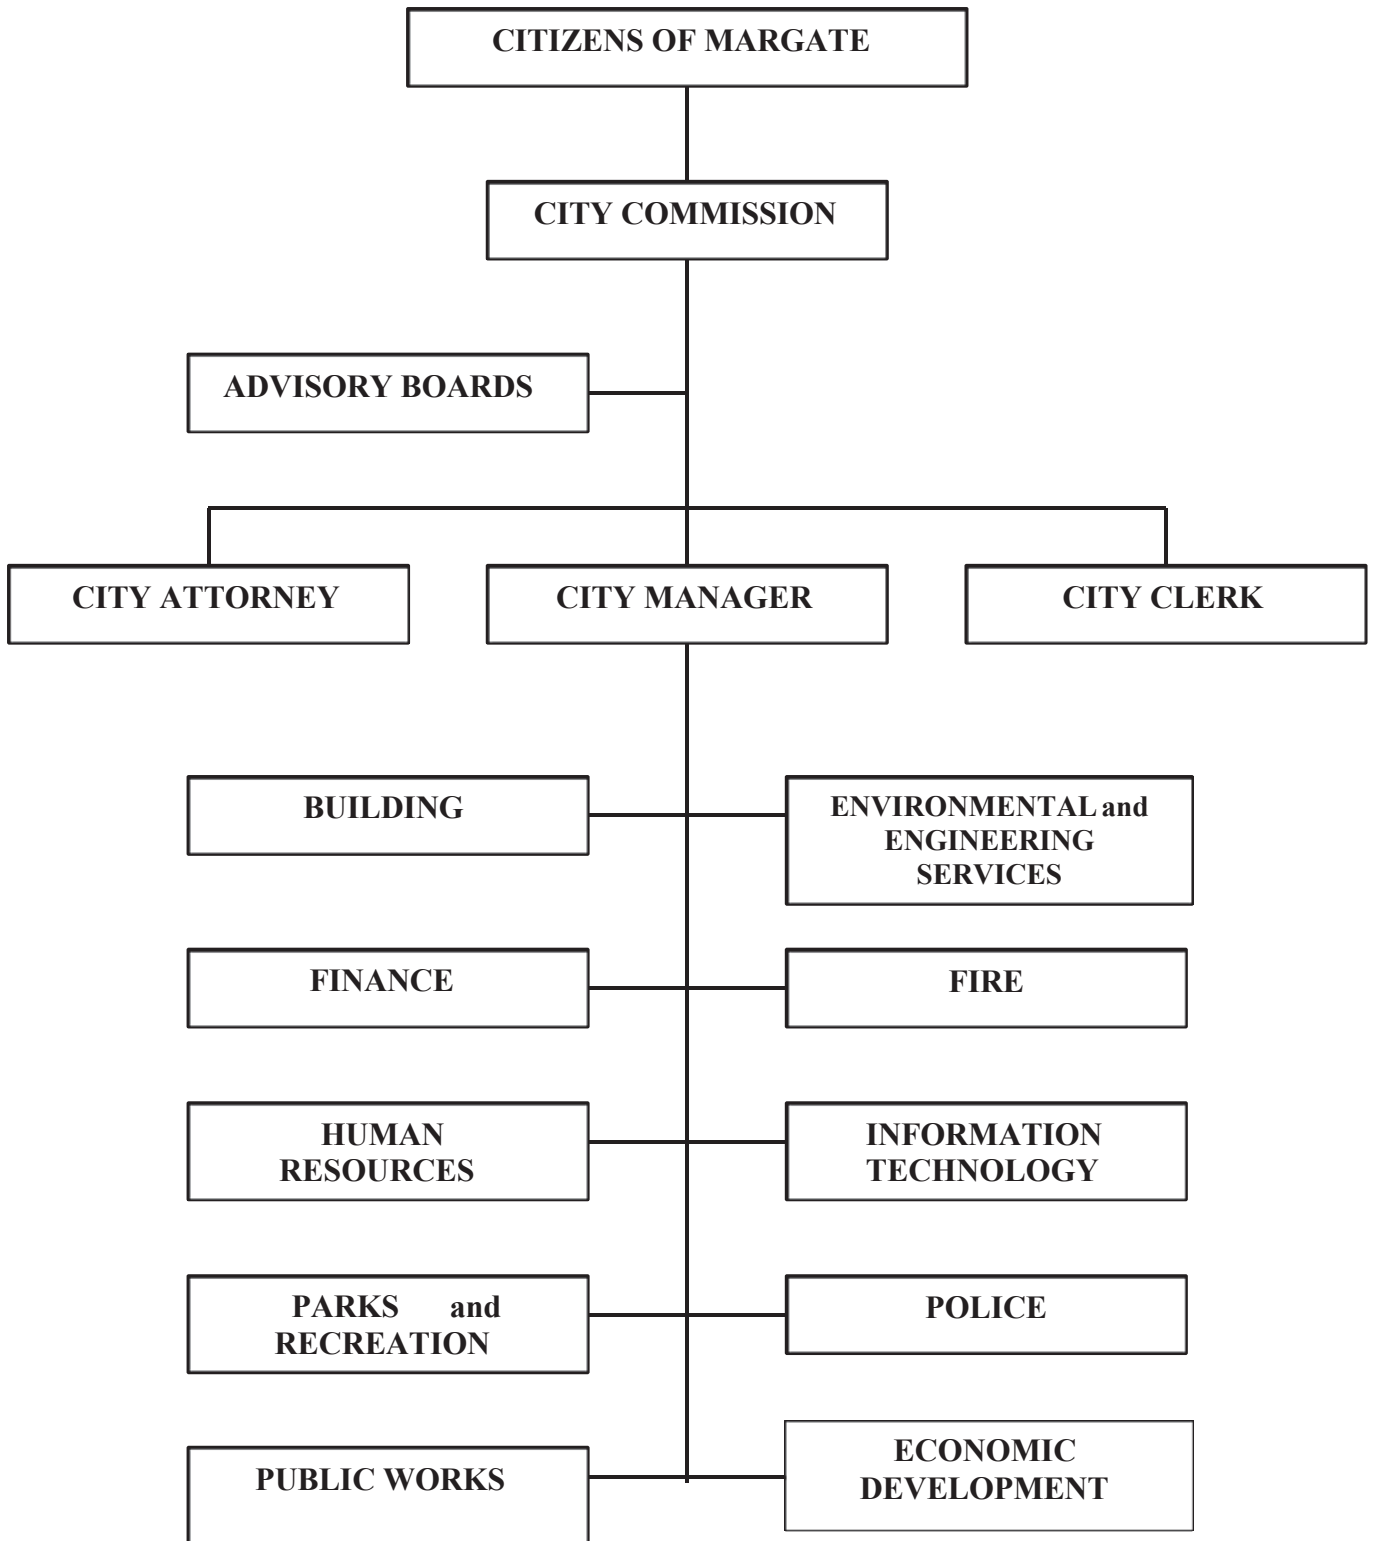 CITIZENS OF MARGATE
CITY COMMISSION
ADVISORY BOARDS
CITY ATTORNEY
CITY MANAGER
CITY CLERK
BUILDING
ENVIRONMENTAL and
ENGINEERING
SERVICES
FINANCE
FIRE
HUMAN
RESOURCES
INFORMATION
TECHNOLOGY
PARKS and
RECREATION
POLICE
PUBLIC WORKS
ECONOMIC
DEVELOPMENT